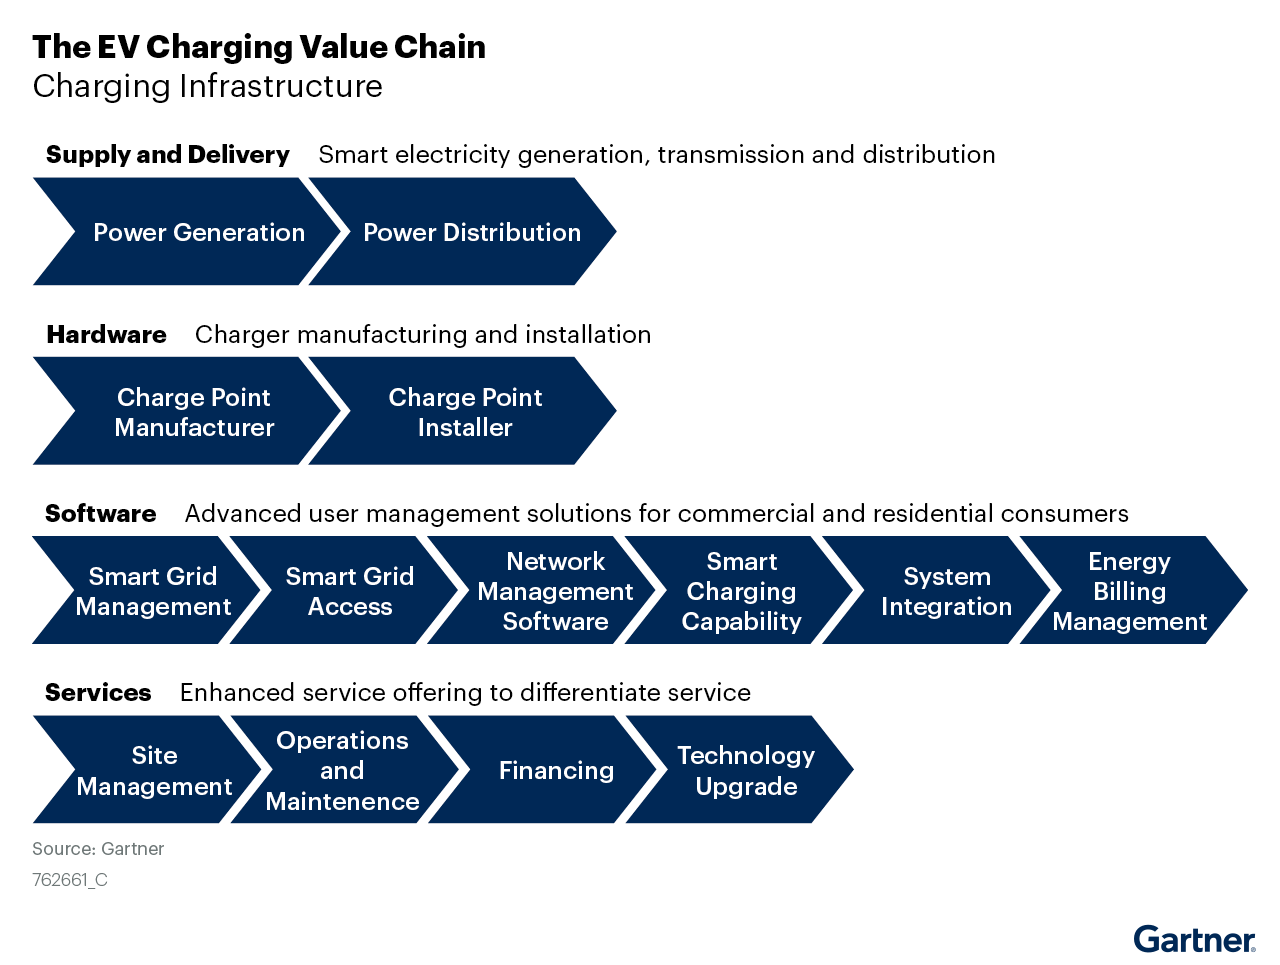 The EV Charging Value Chain
Charging Infrastructure
Supply and Delivery Smart electricity generation, transmission and distribution
Power Generation
Power Distribution
Hardware Charger manufacturing and installation
Charge Point
Manufacturer
Charge Point
Installer
Software Advanced user management solutions for commercial and residential consumers
Smart Grid
Management
Smart Grid
Access
Network
Management
Software
Smart
Charging
Capability
System
Integration
Energy
Billing
Management
Services Enhanced service offering to differentiate service
Site
Management
Operations
and
Maintenence
Financing
Technology
Upgrade
Source: Gartner
762661_C
Gartner®